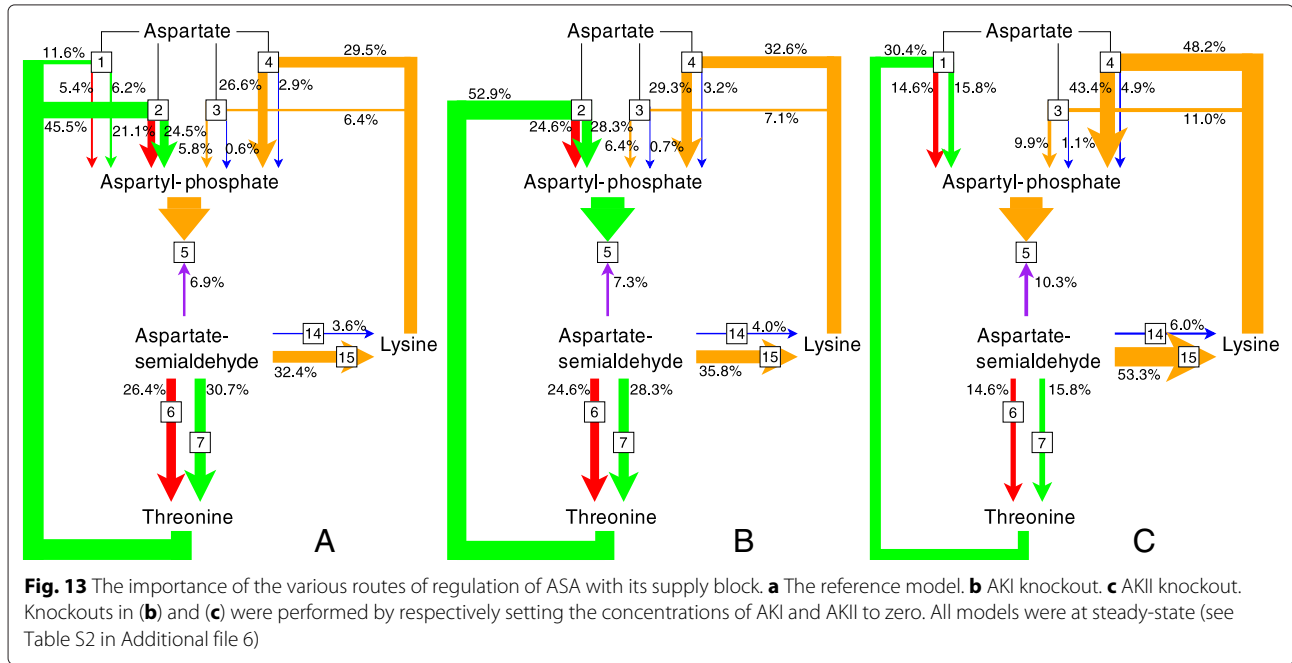 Aspartate
11.6%
1
4
29.5%
5.4%
6.2%
26.6%
2.9%
2
3
45.5%
21.1%
24.5%
5.8%
0.6%
6.4%
Aspartyl-phosphate
5
6.9%
Aspartate-
semialdehyde
14
3.6%
15
32.4%
Lysine
26.4%
30.7%
6
7
Threonine
A
Aspartate
4
32.6%
52.9%
2
3
29.3%
3.2%
24.6%
28.3%
6.4%
0.7%
7.1%
Aspartyl-phosphate
5
7.3%
Aspartate-
semialdehyde
14
4.0%
15
35.8%
Lysine
24.6%
28.3%
6
7
Threonine
B
Aspartate
30.4%
1
4
48.2%
14.6%
15.8%
43.4%
4.9%
3
9.9%
1.1%
11.0%
Aspartyl-phosphate
5
10.3%
Aspartate-
semialdehyde
14
6.0%
15
53.3%
Lysine
14.6%
15.8%
6
7
Threonine
C
Fig. 13 The importance of the various routes of regulation of ASA with its supply block. a The reference model. b AKI knockout. c AKII knockout.
Knockouts in (b) and (c) were performed by respectively setting the concentrations of AKI and AKII to zero. All models were at steady-state (see
Table S2 in Additional file 6)